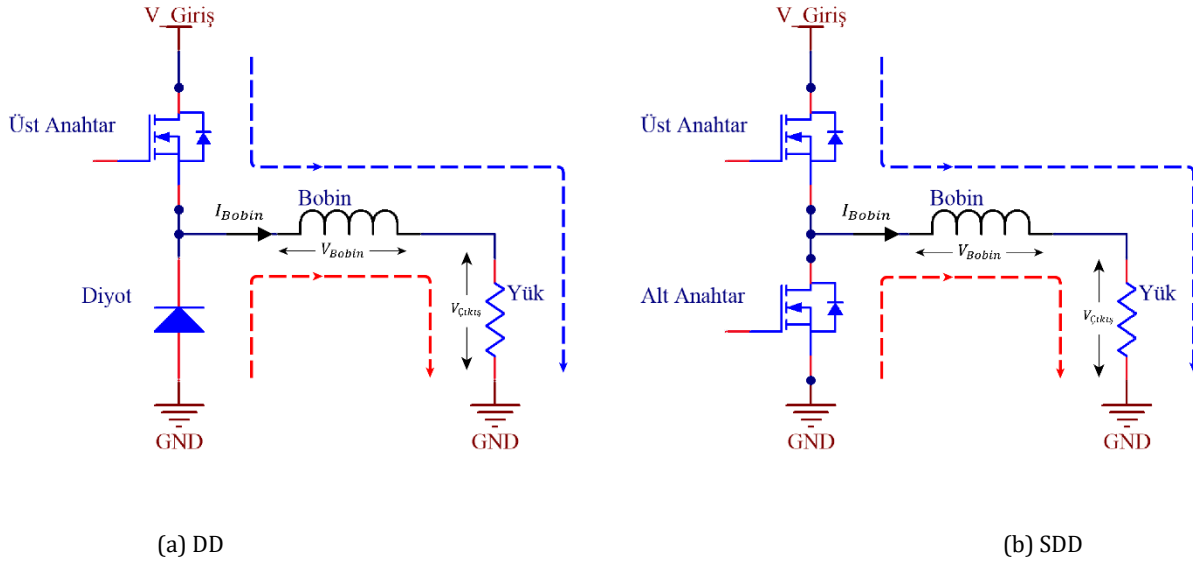 V_Giriş
Üst Anahtar
Bobin
I_Bobin
V_Bobin
Diyot
V_Çıkış
Yük
GND
GND
(a) DD
V_Giriş
Üst Anahtar
Bobin
I_Bobin
V_Bobin
Alt Anahtar
V_Çıkış
Yük
GND
GND
(b) SDD